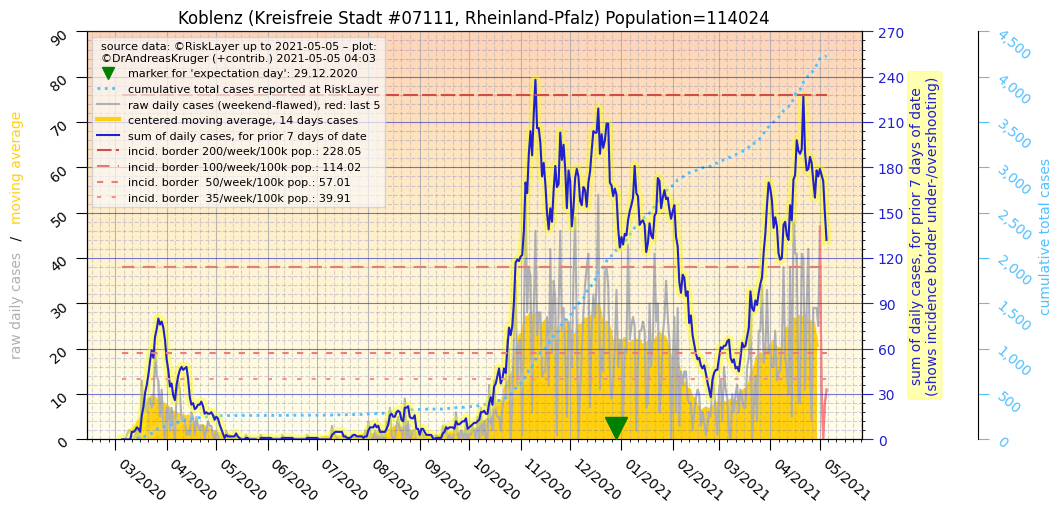 Koblenz (Kreisfreie Stadt #07111, Rheinland-Pfalz) Population=114024
source data: ©RiskLayer up to 2021-05-05 – plot:
©DrAndreasKruger (+contrib.) 2021-05-05 04:03
marker for 'expectation day': 29.12.2020
cumulative total cases reported at RiskLayer
raw daily cases (weekend-flawed), red: last 5
centered moving average, 14 days cases
sum of daily cases, for prior 7 days of date
incid. border 200/week/100k pop.: 228.05
incid. border 100/week/100k pop.: 114.02
incid. border  50/week/100k pop.: 57.01
incid. border  35/week/100k pop.: 39.91
raw daily cases / moving average
90
80
70
60
50
40
30
20
10
0
03/2020
04/2020
05/2020
06/2020
07/2020
08/2020
09/2020
10/2020
11/2020
12/2020
01/2021
02/2021
03/2021
04/2021
05/2021
270
240
210
180
150
120
90
60
30
0
sum of daily cases, for prior 7 days of date
(shows incidence border under-/overshooting)
4,500
4,000
3,500
3,000
2,500
2,000
1,500
1,000
500
0
cumulative total cases